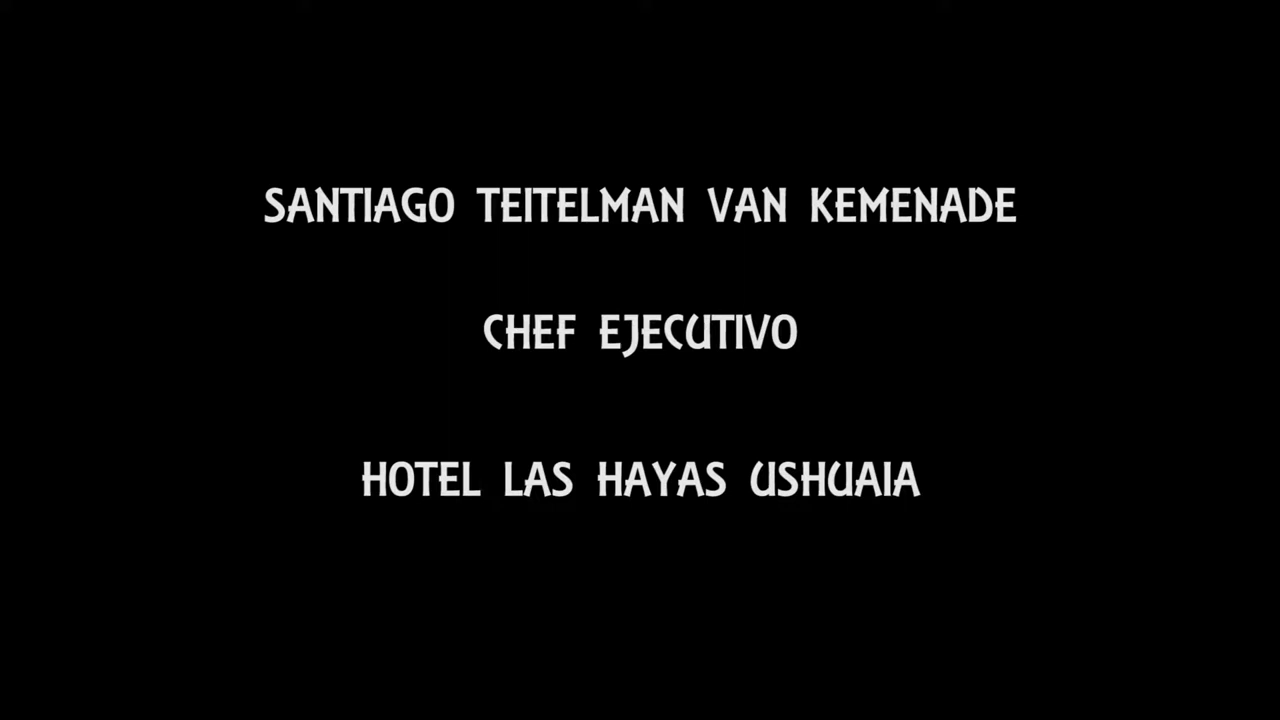 SANTIAGO TEITELMAN VAN KEMENADE
CHEF EJECUTIVO
HOTEL LAS HAYAS USHUAIA